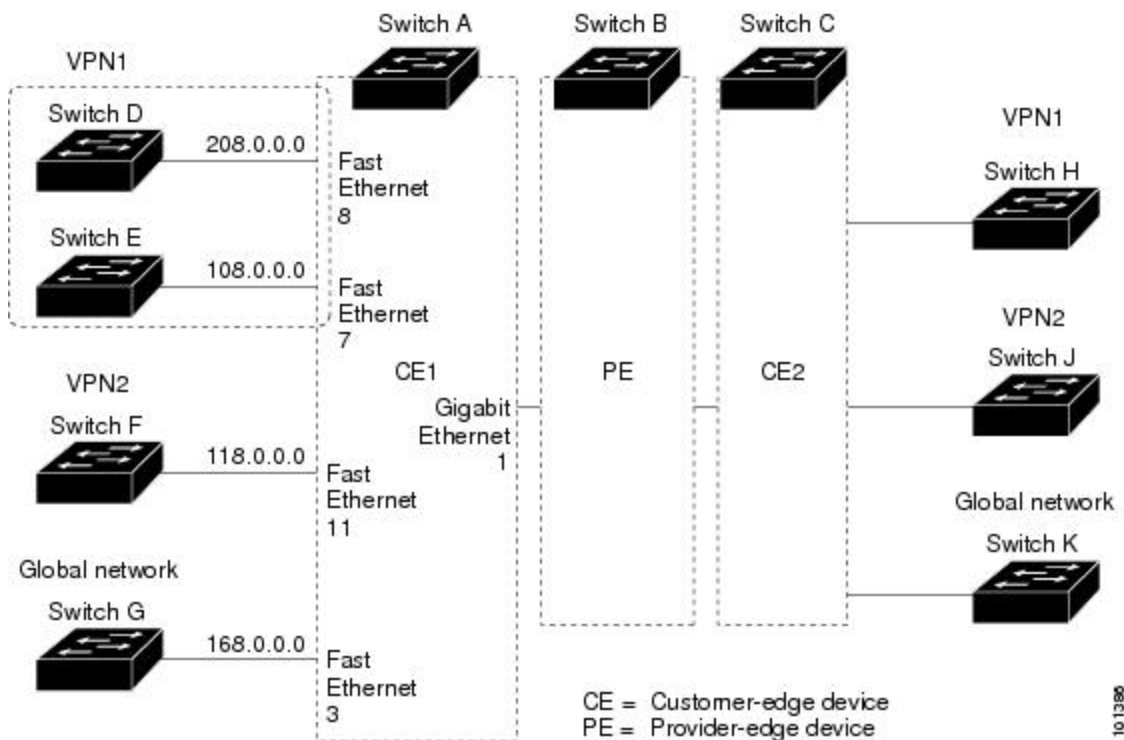 Switch A
Switch B
Switch C
VPN1
Switch D
208.0.0.0
Fast
Ethernet
8
Switch E
108.0.0.0
Fast
Ethernet
7
VPN2
Switch F
118.0.0.0
Fast
Ethernet
11
Global network
Switch G
168.0.0.0
Fast
Ethernet
3
CE1
Gigabit
Ethernet
1
PE
CE2
VPN1
Switch H
VPN2
Switch J
Global network
Switch K
CE = Customer-edge device
PE = Provider-edge device
101386